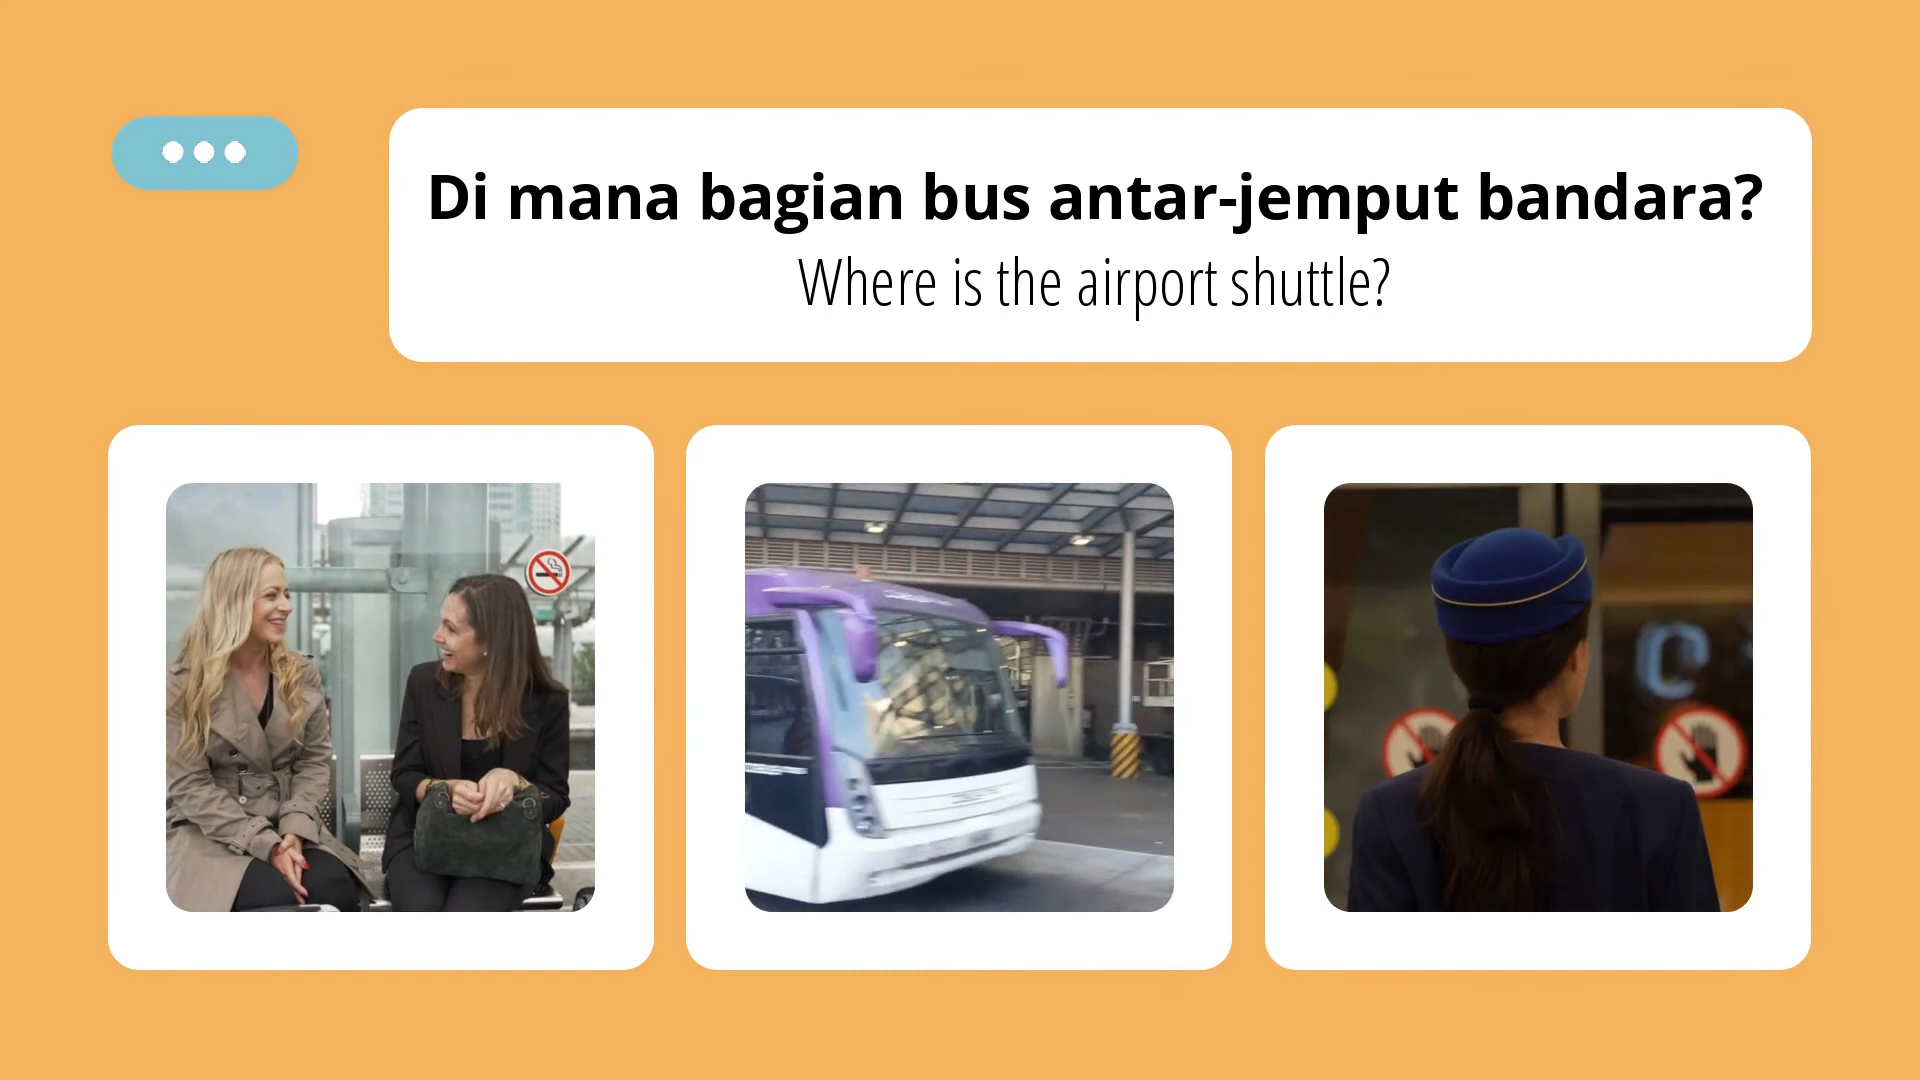 Di mana bagian bus antar-jemput bandara?
Where is the airport shuttle?